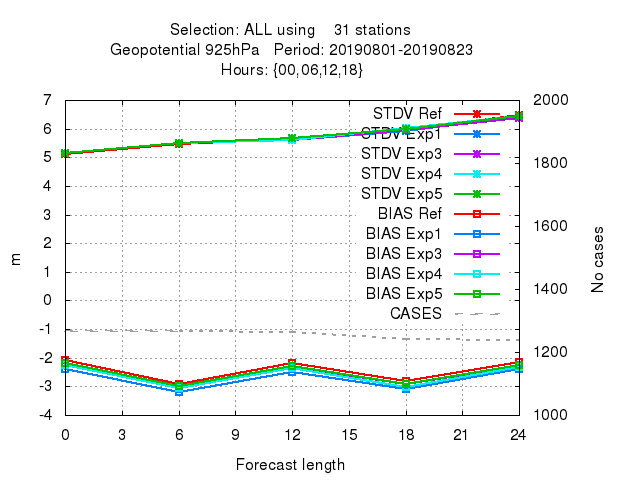 Selection: ALL using 31 stations
Geopotential 925hPa Period: 20190801-20190823
Hours: {00,06,12,18}
7
6
5
4
3
2
1
0
-1
-2
-3
-4
m
2000
1800
1600
1400
1200
1000
No cases
STDV Ref
STDV Exp1
STDV Exp3
STDV Exp4
STDV Exp5
BIAS Ref
BIAS Exp1
BIAS Exp3
BIAS Exp4
BIAS Exp5
CASES
0 3 6 9 12 15 18 21 24
Forecast length